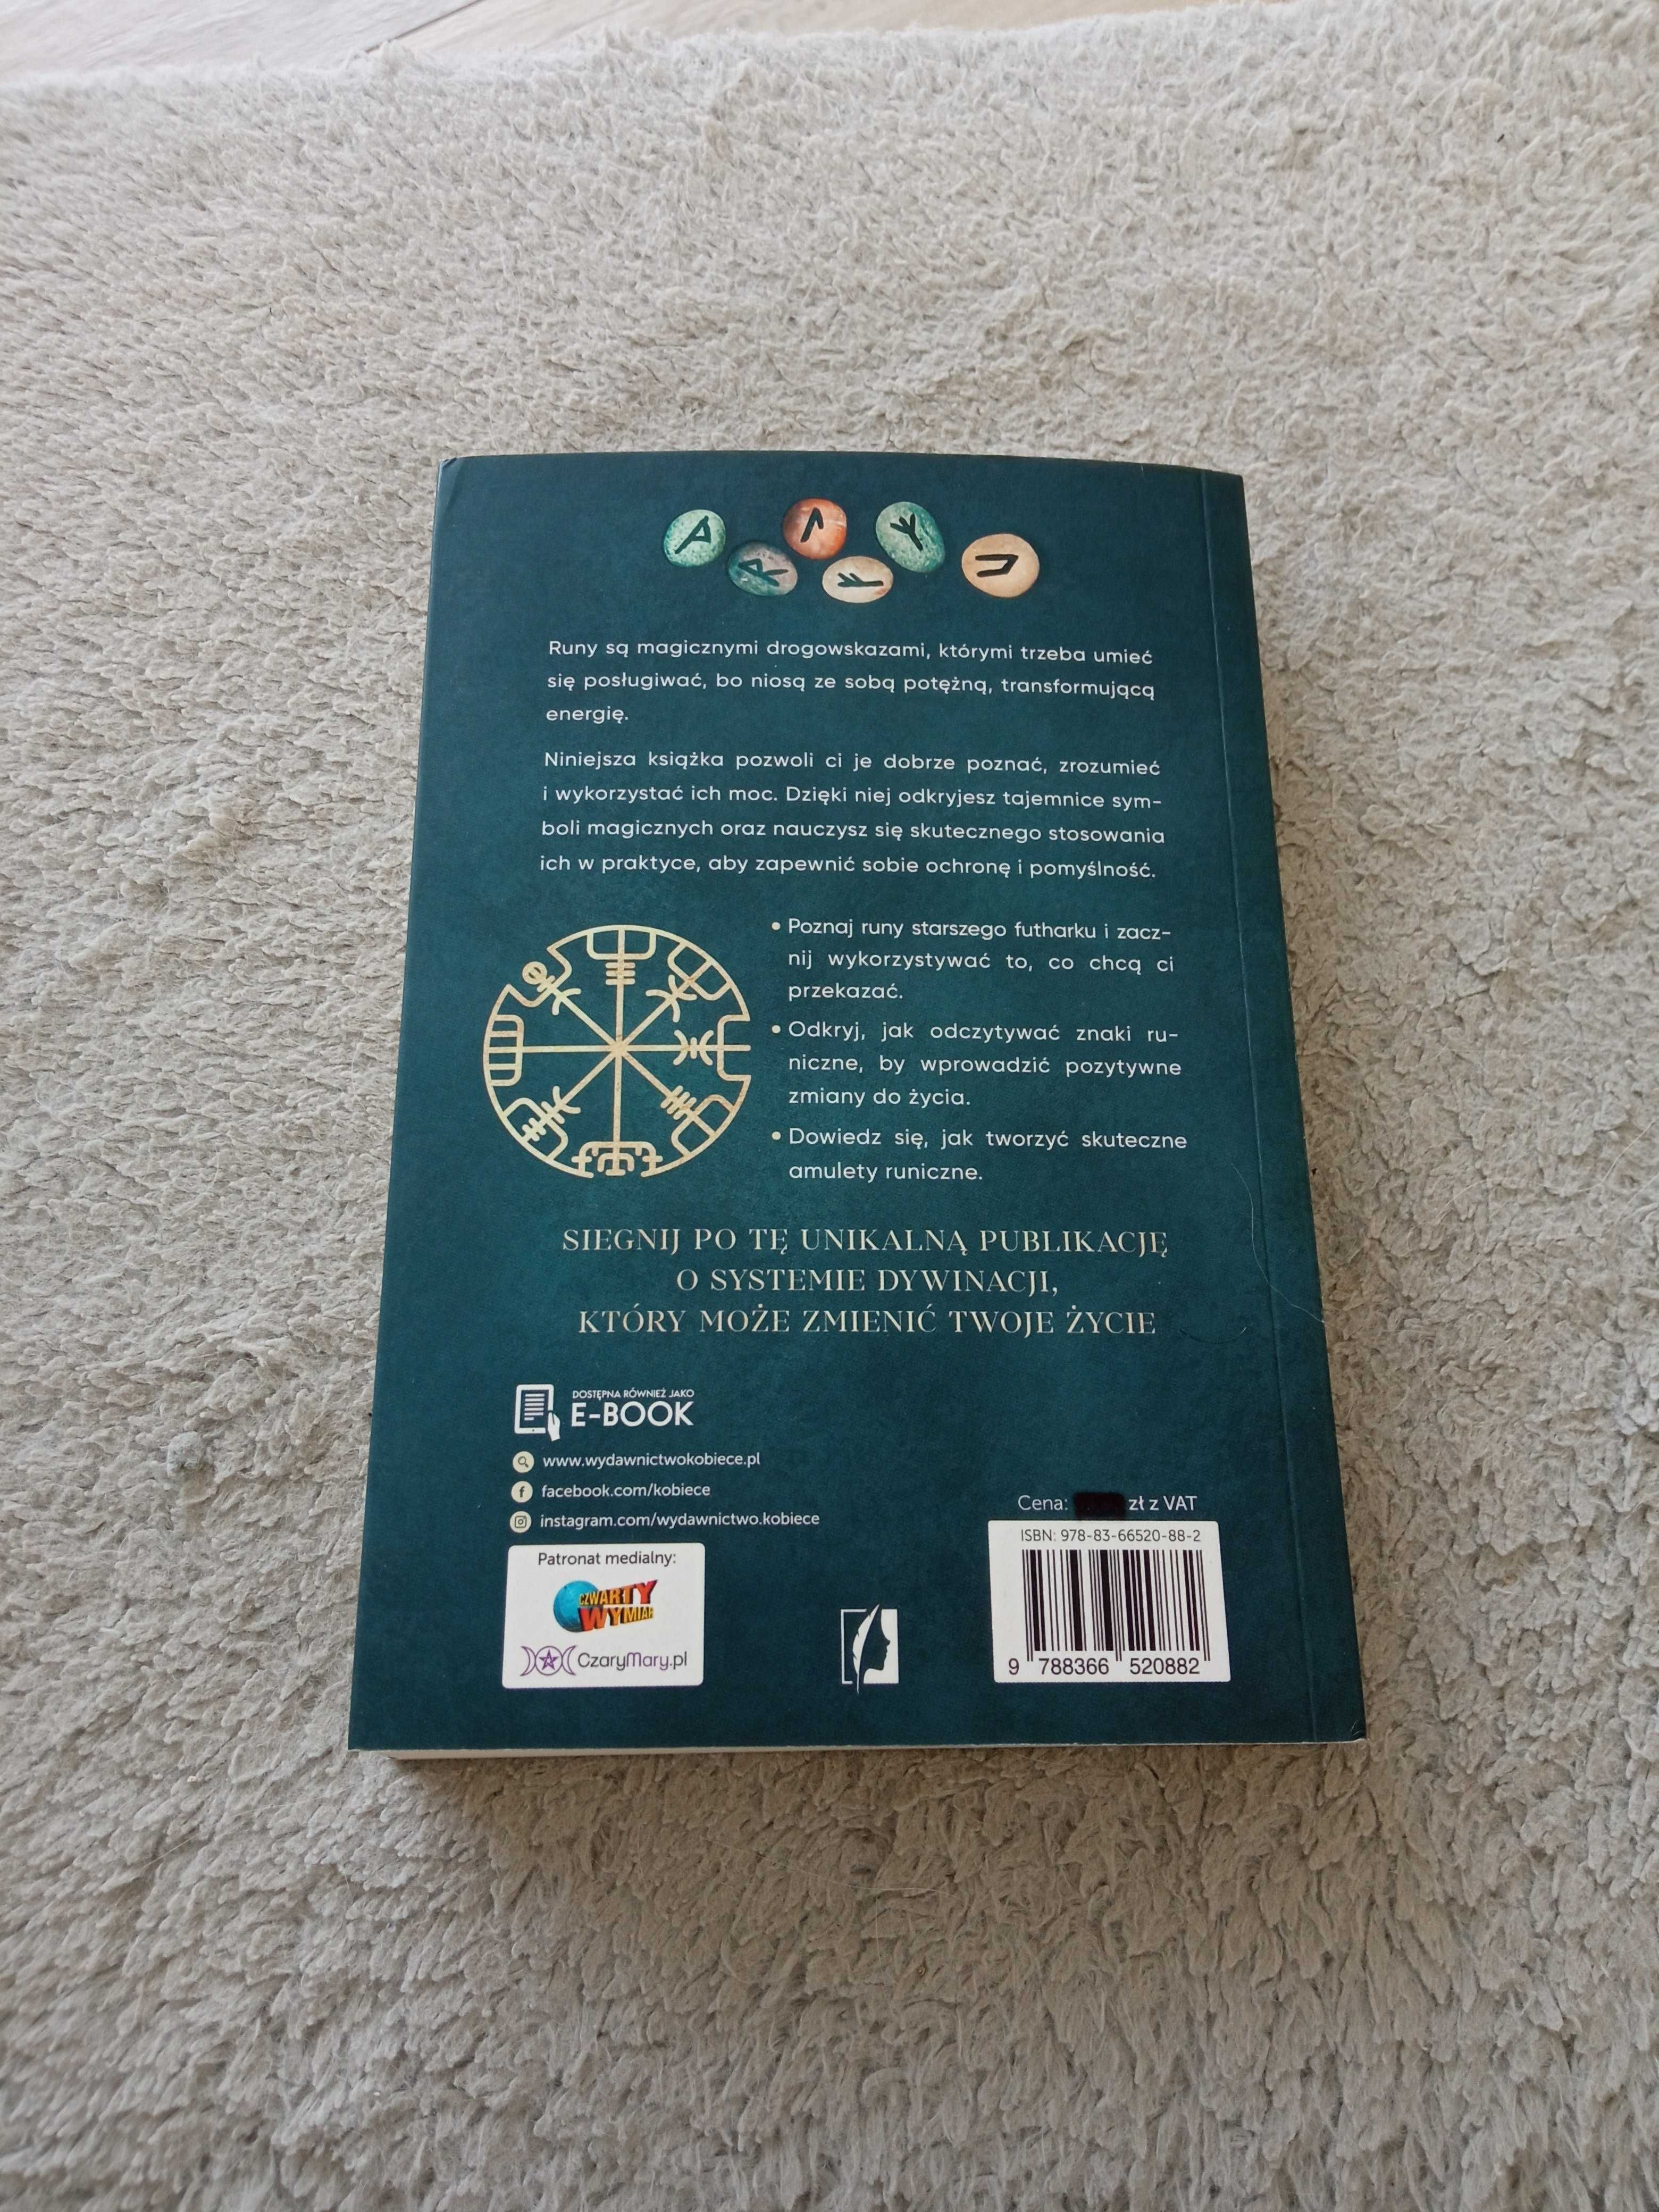 Runy są magicznymi drogowskazami, którymi trzeba umieć
się posługiwać, bo niosą ze sobą potężną, transformującą
energię.
Niniejsza książka pozwoli ci je dobrze poznać, zrozumieć
i wykorzystać ich moc. Dzięki niej odkryjesz tajemnice sym-
boli magicznych oraz nauczysz się skutecznego stosowania
ich w praktyce, aby zapewnić sobie ochronę i pomyślność.
• Poznaj runy starszego futharku i zacz-
nij wykorzystywać to, co chcą ci
przekazać.
• Odkryj, jak odczytywać znaki ru-
niczne, by wprowadzić pozytywne
zmiany do życia.
• Dowiedz się, jak tworzyć skuteczne
amulety runiczne.
SIEGNIJ PO TĘ UNIKALNĄ PUBLIKACJĘ
O SYSTEMIE DYWINACJI,
KTÓRY MOŻE ZMIENIĆ TWOJE ŻYCIE
DOSTĘPNA RÓWNIEŻ JAKO
E-BOOK
www.wydawnictwokobiece.pl
facebook.com/kobiece
instagram.com/wydawnictwo.kobiece
Patronat medialny:
CZWARTY
WYMIAR
CzaryMary.pl
Cena: zł z VAT
ISBN: 978-83-66520-88-2
9 788366 520882